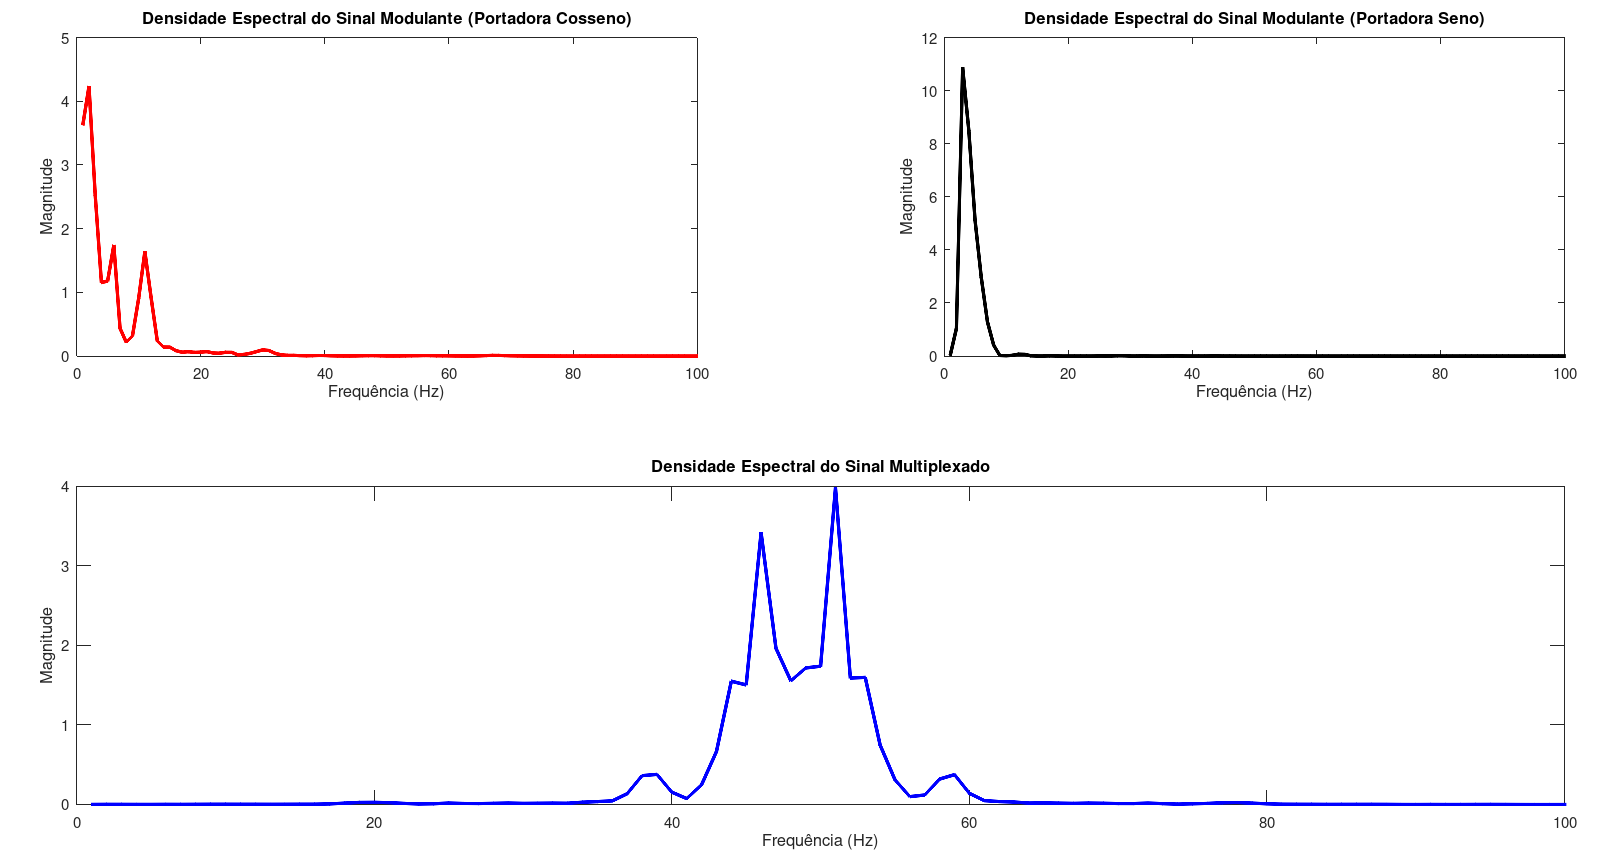 Densidade Espectral do Sinal Modulante (Portadora Cosseno)
5
4
3
2
1
0
Magnitude
0 20 40 60 80 100
Frequência (Hz)
Densidade Espectral do Sinal Modulante (Portadora Seno)
12
10
8
6
4
2
0
Magnitude
0 20 40 60 80 100
Frequência (Hz)
Densidade Espectral do Sinal Multiplexado
4
3
2
1
0
Magnitude
0 20 40 60 80 100
Frequência (Hz)